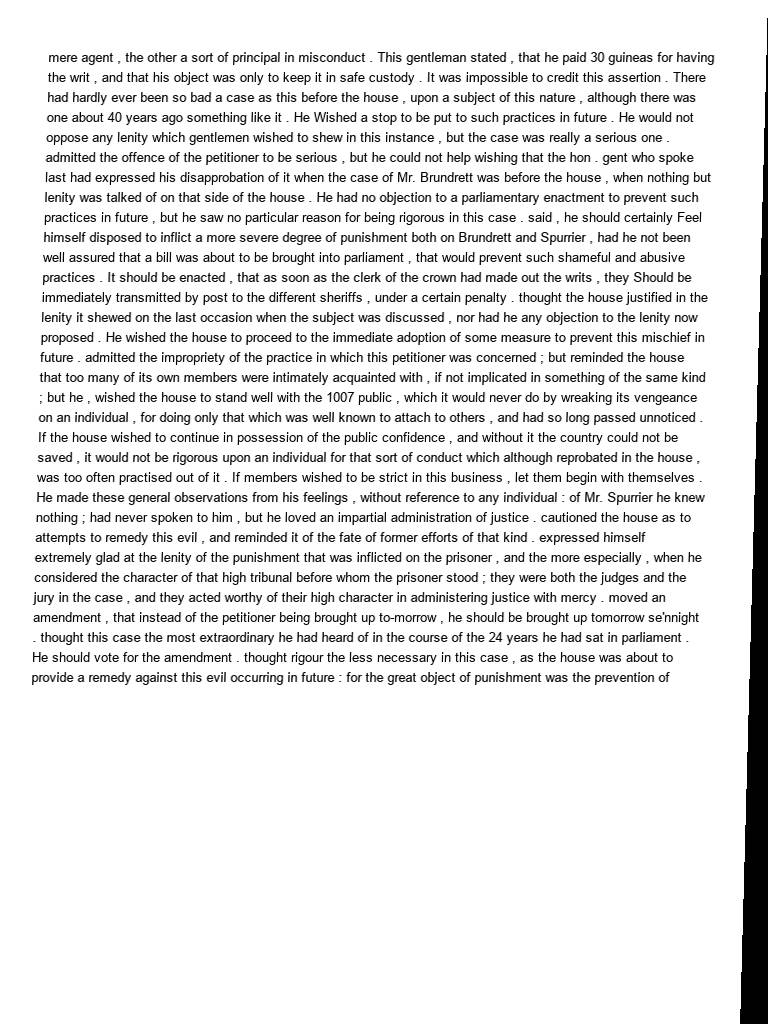 mere agent , the other a sort of principal in misconduct . This gentleman stated , that he paid 30 guineas for having
the writ , and that his object was only to keep it in safe custody . It was impossible to credit this assertion . There
had hardly ever been so bad a case as this before the house , upon a subject of this nature , although there was
one about 40 years ago something like it . He Wished a stop to be put to such practices in future . He would not
oppose any lenity which gentlemen wished to shew in this instance , but the case was really a serious one .
admitted the offence of the petitioner to be serious , but he could not help wishing that the hon . gent who spoke
last had expressed his disapprobation of it when the case of Mr. Brundrett was before the house , when nothing but
lenity was talked of on that side of the house . He had no objection to a parliamentary enactment to prevent such
practices in future , but he saw no particular reason for being rigorous in this case . said , he should certainly Feel
himself disposed to inflict a more severe degree of punishment both on Brundrett and Spurrier , had he not been
well assured that a bill was about to be brought into parliament , that would prevent such shameful and abusive
practices . It should be enacted , that as soon as the clerk of the crown had made out the writs , they Should be
immediately transmitted by post to the different sheriffs , under a certain penalty . thought the house justified in the
lenity it shewed on the last occasion when the subject was discussed , nor had he any objection to the lenity now
proposed . He wished the house to proceed to the immediate adoption of some measure to prevent this mischief in
future . admitted the impropriety of the practice in which this petitioner was concerned ; but reminded the house
that too many of its own members were intimately acquainted with , if not implicated in something of the same kind
; but he , wished the house to stand well with the 1007 public , which it would never do by wreaking its vengeance
on an individual , for doing only that which was well known to attach to others , and had so long passed unnoticed .
If the house wished to continue in possession of the public confidence , and without it the country could not be
saved , it would not be rigorous upon an individual for that sort of conduct which although reprobated in the house ,
was too often practised out of it . If members wished to be strict in this business , let them begin with themselves .
He made these general observations from his feelings , without reference to any individual : of Mr. Spurrier he knew
nothing ; had never spoken to him , but he loved an impartial administration of justice . cautioned the house as to
attempts to remedy this evil , and reminded it of the fate of former efforts of that kind . expressed himself
extremely glad at the lenity of the punishment that was inflicted on the prisoner , and the more especially , when he
considered the character of that high tribunal before whom the prisoner stood ; they were both the judges and the
jury in the case , and they acted worthy of their high character in administering justice with mercy . moved an
amendment , that instead of the petitioner being brought up to-morrow , he should be brought up tomorrow se'nnight
. thought this case the most extraordinary he had heard of in the course of the 24 years he had sat in parliament .
He should vote for the amendment . thought rigour the less necessary in this case , as the house was about to
provide a remedy against this evil occurring in future : for the great object of punishment was the prevention of